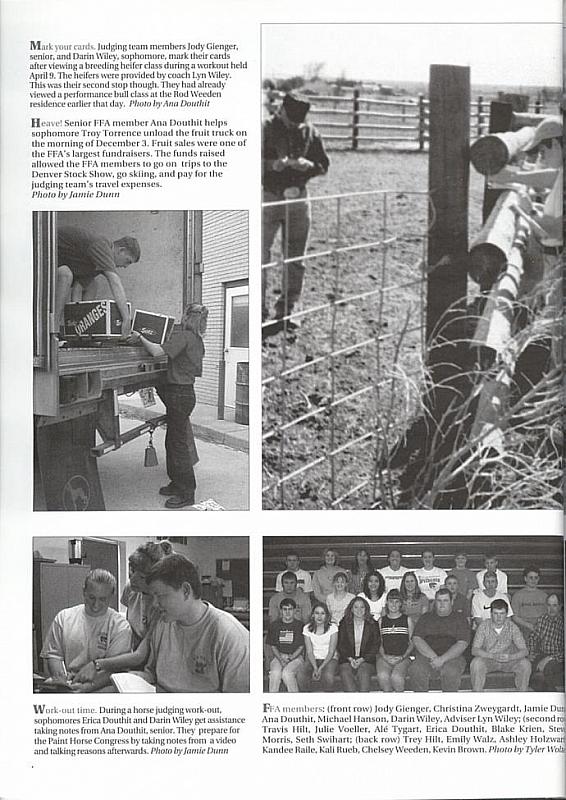 Mark your cards. Judging team members Jody Gienger,
senior, and Darin Wiley, sophomore, mark their cards
after viewing a breeding heifer class during a workout held
April 9. The heifers were provided by coach Lyn Wiley.
This was their second stop though. They had already
viewed a performance bull class at the Rod Weeden
residence earlier that day. Photo by Ana Douthit
Heave! Senior FFA member Ana Douthit helps
sophomore Troy Torrence unload the fruit truck on
the morning of December 3. Fruit sales were one of
the FFA's largest fundraisers. The funds raised
allowed the FFA members to go on trips to the
Denver Stock Show, go skiing, and pay for the
judging team's travel expenses.
Photo by Jamie Dunn
ORANGES
Work-out time. During a horse judging work-out,
sophomores Erica Douthit and Darin Wiley get assistance
taking notes from Ana Douthit, senior. They prepare for
the Paint Horse Congress by taking notes from a video
and talking reasons afterwards. Photo by Jamie Dunn
FFA members: (front row) Jody Gienger, Christina Zweygardt, Jamie Du
Ana Douthit, Michael Hanson, Darin Wiley, Adviser Lyn Wiley; (second ro
Travis Hilt, Julie Voeller, Alé Tygart, Erica Douthit, Blake Krien, Stev
Morris, Seth Swihart; (back row) Trey Hilt, Emily Walz, Ashley Holzwar
Kandee Raile, Kali Rueb, Chelsey Weeden, Kevin Brown. Photo by Tyler Wolt